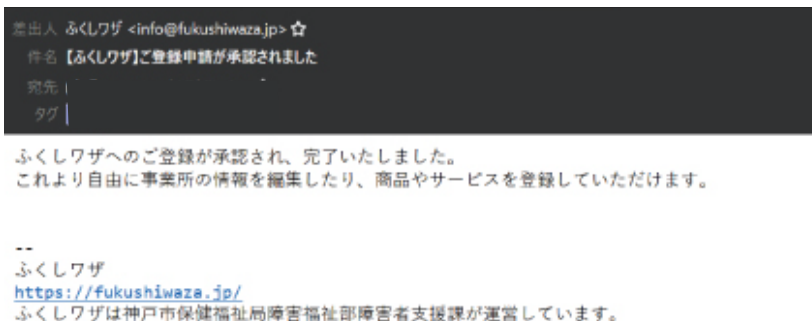 差出人 ふくしワザ <info@fukushiwaza.jp>
件名 【ふくしワザ】ご登録申請が承認されました
宛先
タグ
ふくしワザへのご登録が承認され、完了いたしました。
これより自由に事業所の情報を編集したり、商品やサービスを登録していただけます。
--
ふくしワザ
https://fukushiwaza.jp/
ふくしワザは神戸市保健福祉局障害福祉部障害者支援課が運営しています。